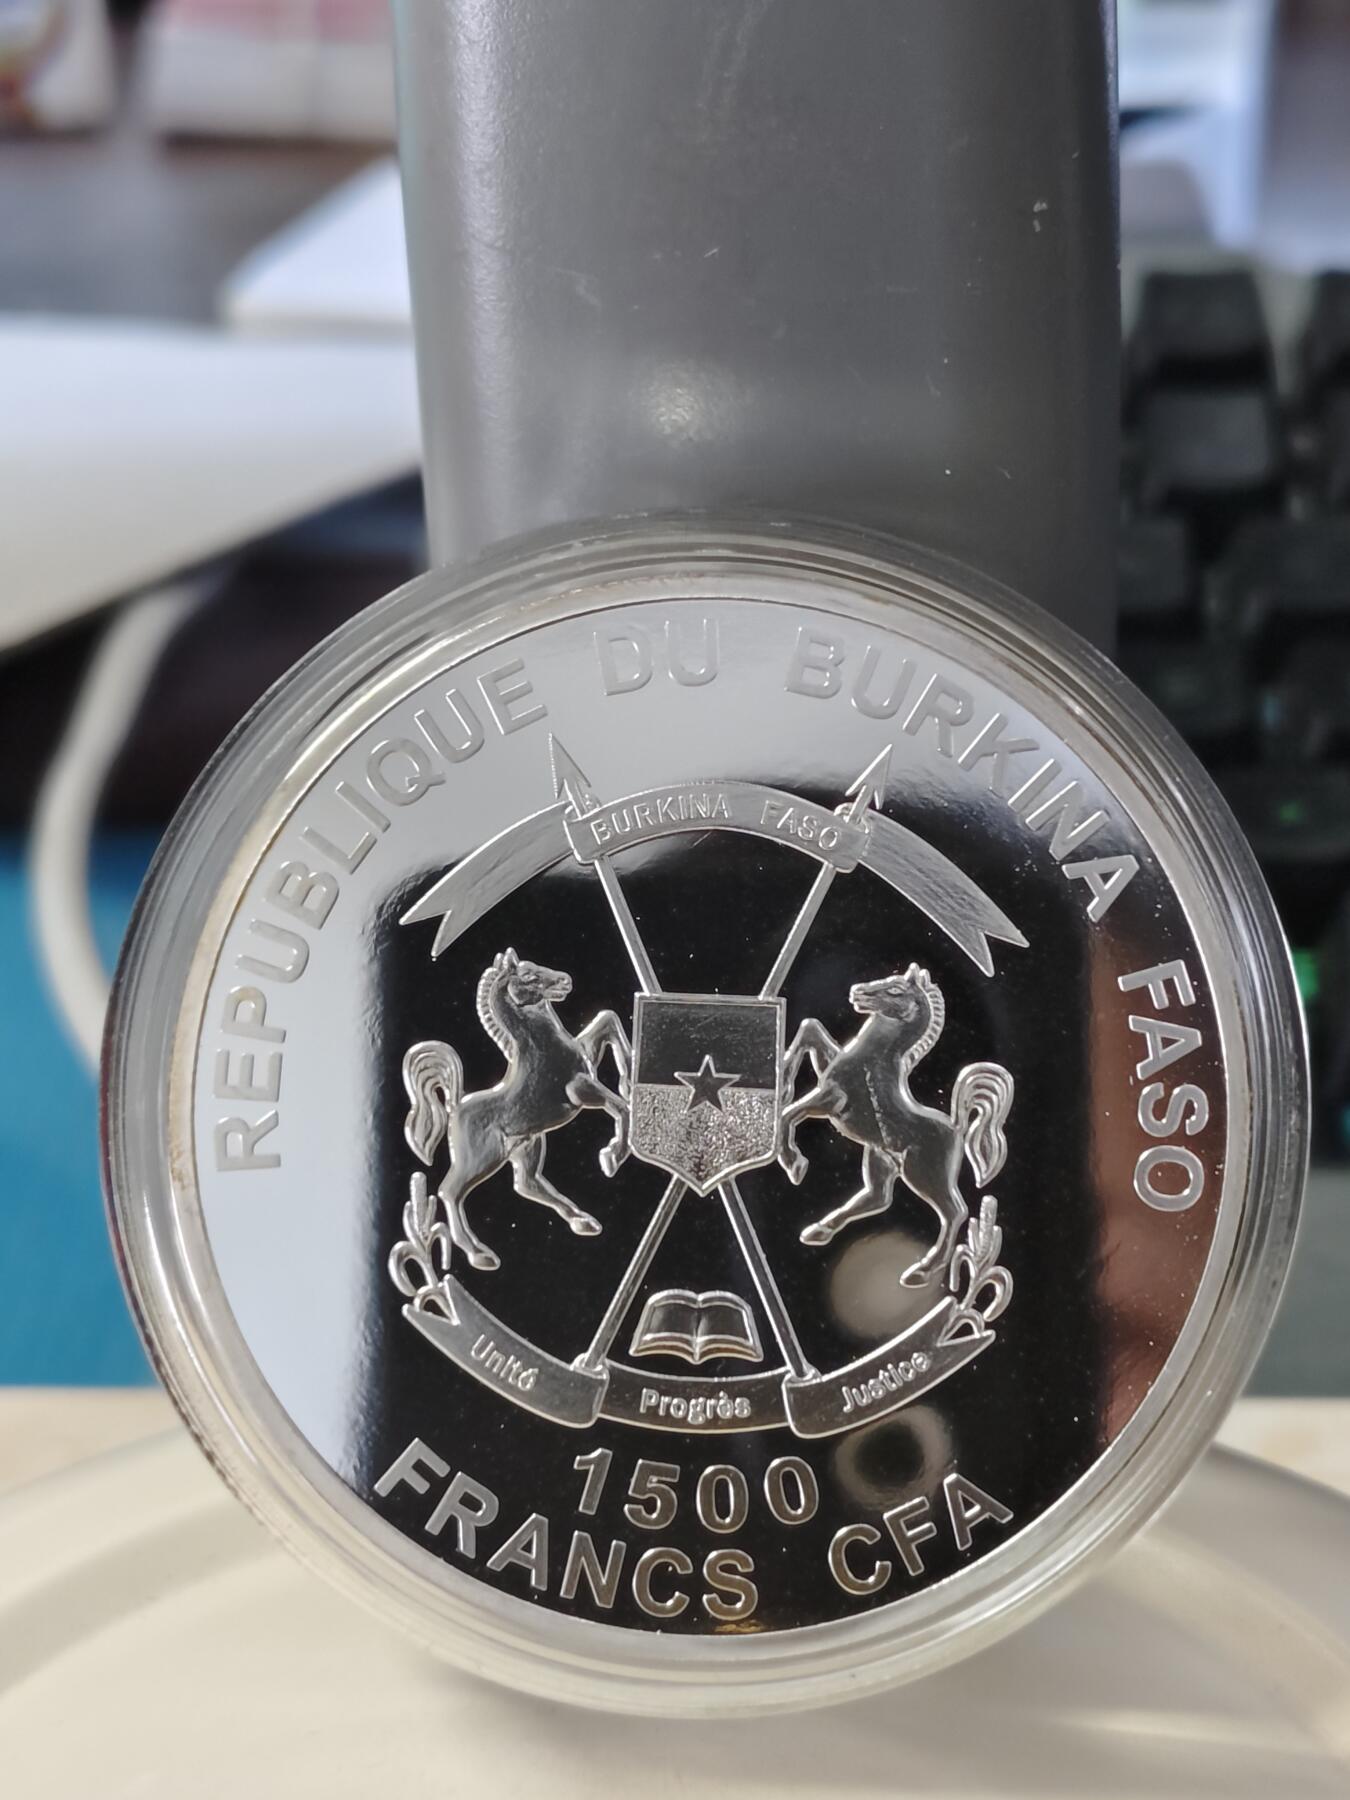 REPUBLIQUE DU BURKINA FASO
BURKINA FASO
Unité Progrès Justice
1500
FRANCS CFA